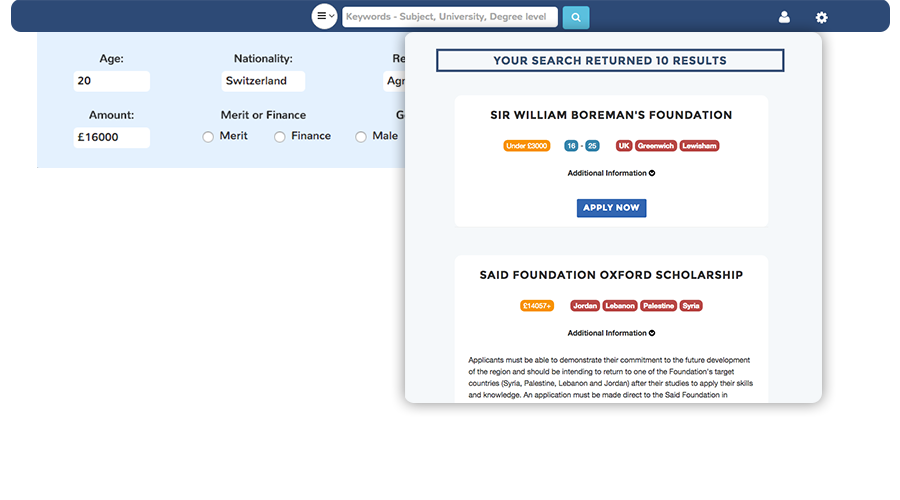 Keywords - Subject, University, Degree level
Age:
Nationality:
Re
20
Switzerland
Agr
Amount:
Merit or Finance
G
£16000
Merit
Finance
Male
YOUR SEARCH RETURNED 10 RESULTS
SIR WILLIAM BOREMAN'S FOUNDATION
Under £3000 16 - 25 UK Greenwich Lewisham
Additional Information
APPLY NOW
SAID FOUNDATION OXFORD SCHOLARSHIP
£14057+ Jordan Lebanon Palestine Syria
Additional Information
Applicants must be able to demonstrate their commitment to the future development
of the region and should be intending to return to one of the Foundation's target
countries (Syria, Palestine, Lebanon and Jordan) after their studies to apply their skills
and knowledge. An application must be made direct to the Said Foundation in